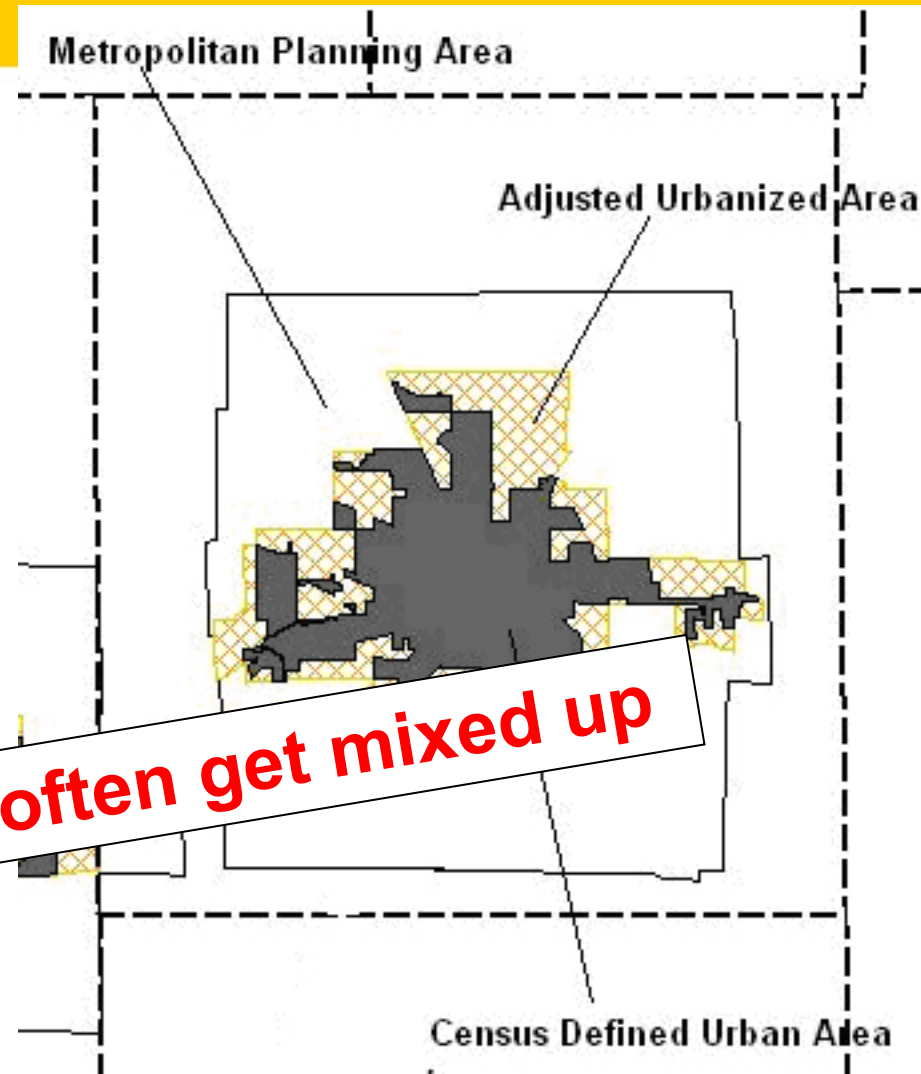 Metropolitan Planning Area
Adjusted Urbanized Area
often get mixed up
Census Defined Urban Area